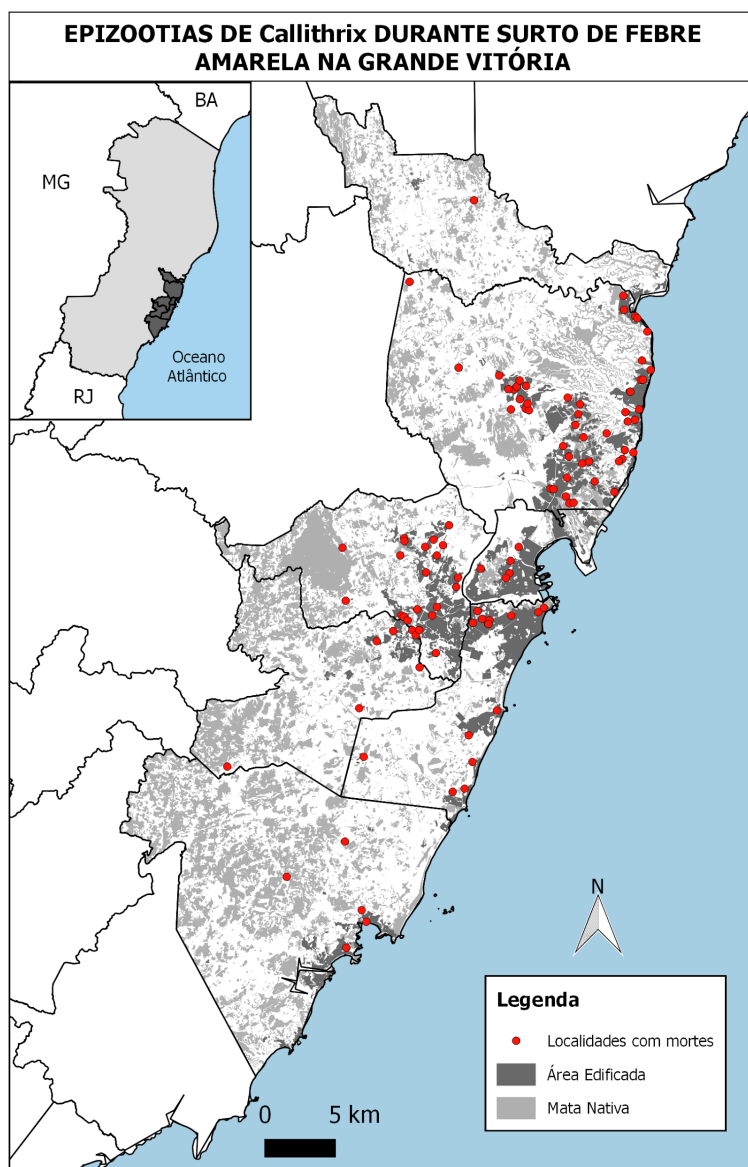 EPIZOOTIAS DE Callithrix DURANTE SURTO DE FEBRE
AMARELA NA GRANDE VITÓRIA
BA
MG
Oceano
Atlântico
RJ
N
Legenda
Localidades com mortes
Área Edificada
Mata Nativa
0 5 km